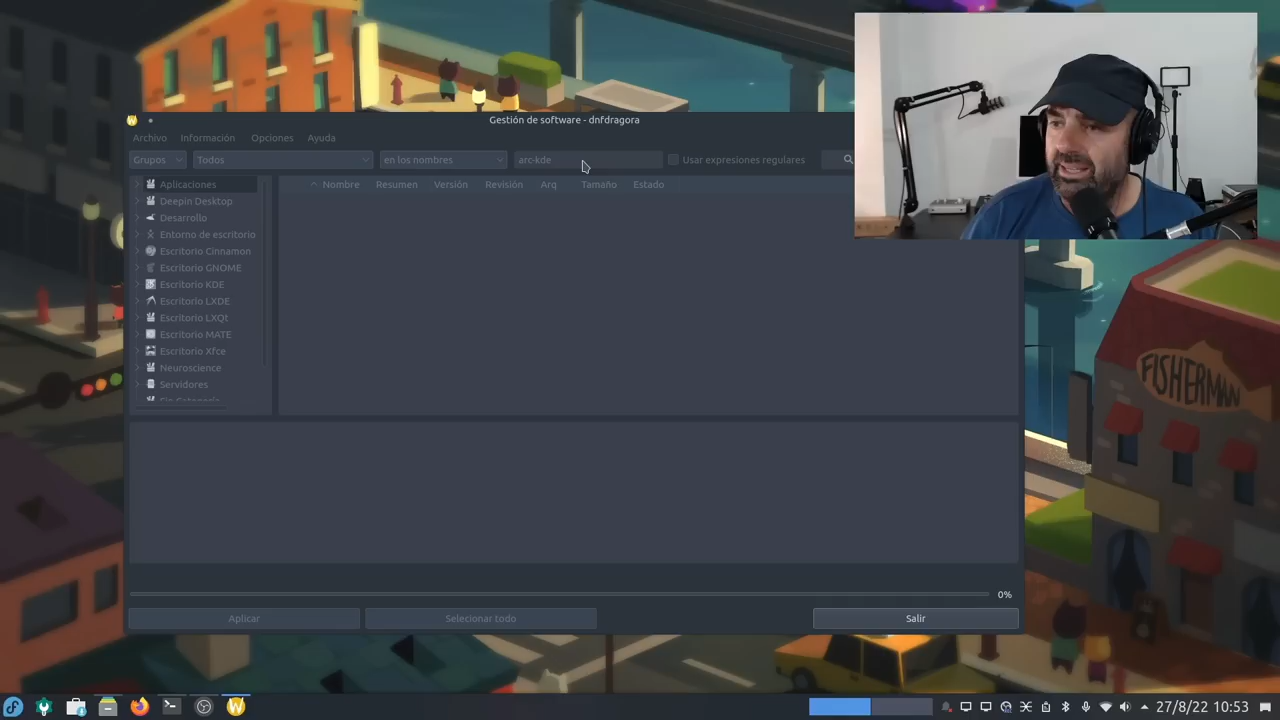 Gestión de software - dnfdragora
Archivo Información Opciones Ayuda
Grupos Todos en los nombres arc-kde Usar expresiones regulares
Nombre Resumen Versión Revisión Arq Tamaño Estado
Aplicaciones
Deepin Desktop
Desarrollo
Entorno de escritorio
Escritorio Cinnamon
Escritorio GNOME
Escritorio KDE
Escritorio LXDE
Escritorio LXQt
Escritorio MATE
Escritorio Xfce
Neuroscience
Servidores
FISHERMAN
0%
Aplicar Selecionar todo Salir
27/8/22 10:53